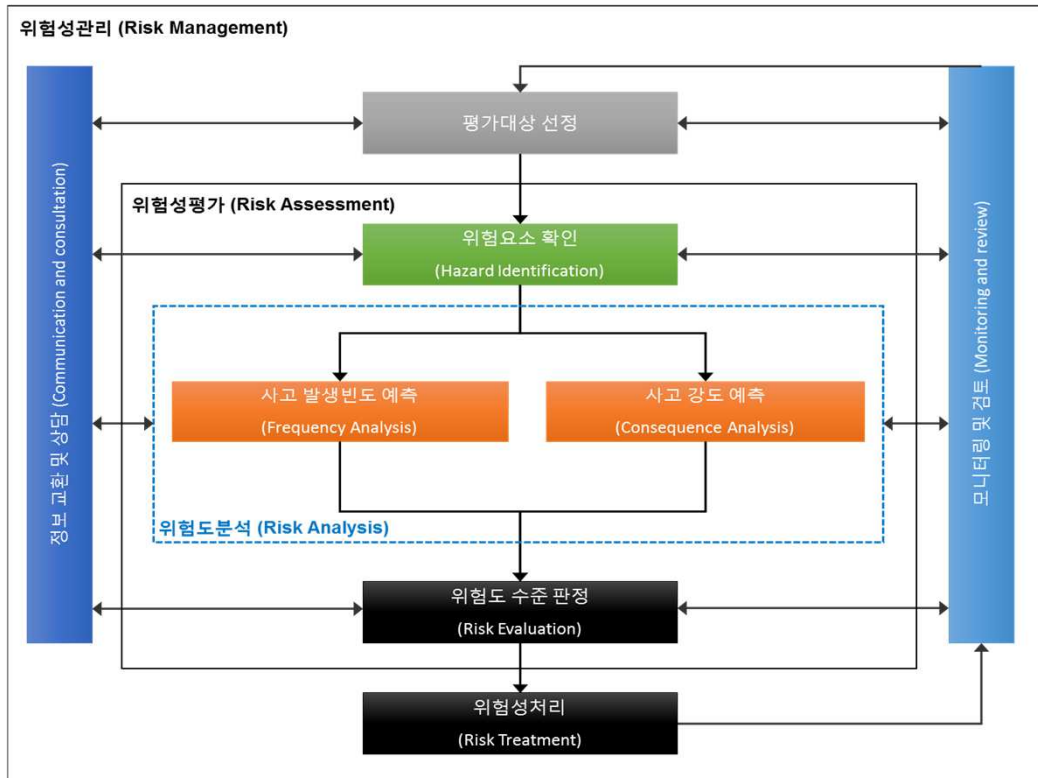 위험성관리 (Risk Management)
평가대상 선정
위험성평가 (Risk Assessment)
위험요소 확인
(Hazard Identification)
사고 발생빈도 예측
(Frequency Analysis)
사고 강도 예측
(Consequence Analysis)
위험도분석 (Risk Analysis)
위험도 수준 판정
(Risk Evaluation)
위험성처리
(Risk Treatment)
정보 교환 및 상담 (Communication and consultation)
모니터링 및 검토 (Monitoring and review)